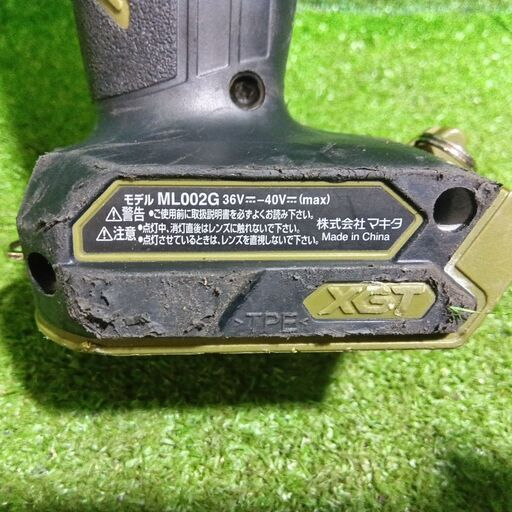 モデル ML002G 36V⎓-40V⎓(max)
⚠警告 •ご使用前に取扱説明書を必ずよくお読み下さい。
⚠注意 •点灯中、消灯直後はレンズに触れないで下さい。
•点灯させているときは、レンズを直視しないで下さい。
株式会社 マキタ
Made in China
XGT
>TPE<